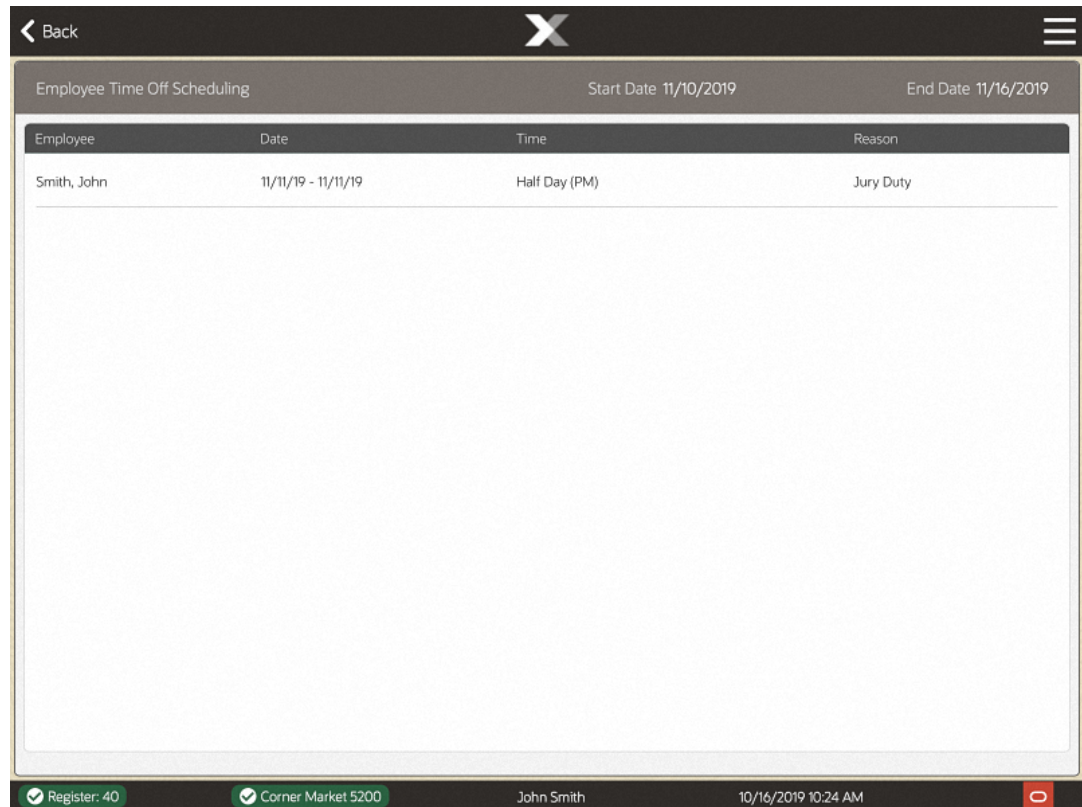 Back
Employee Time Off Scheduling Start Date 11/10/2019 End Date 11/16/2019
Employee Date Time Reason
Smith, John 11/11/19 - 11/11/19 Half Day (PM) Jury Duty
Register: 40 Corner Market 5200 John Smith 10/16/2019 10:24 AM